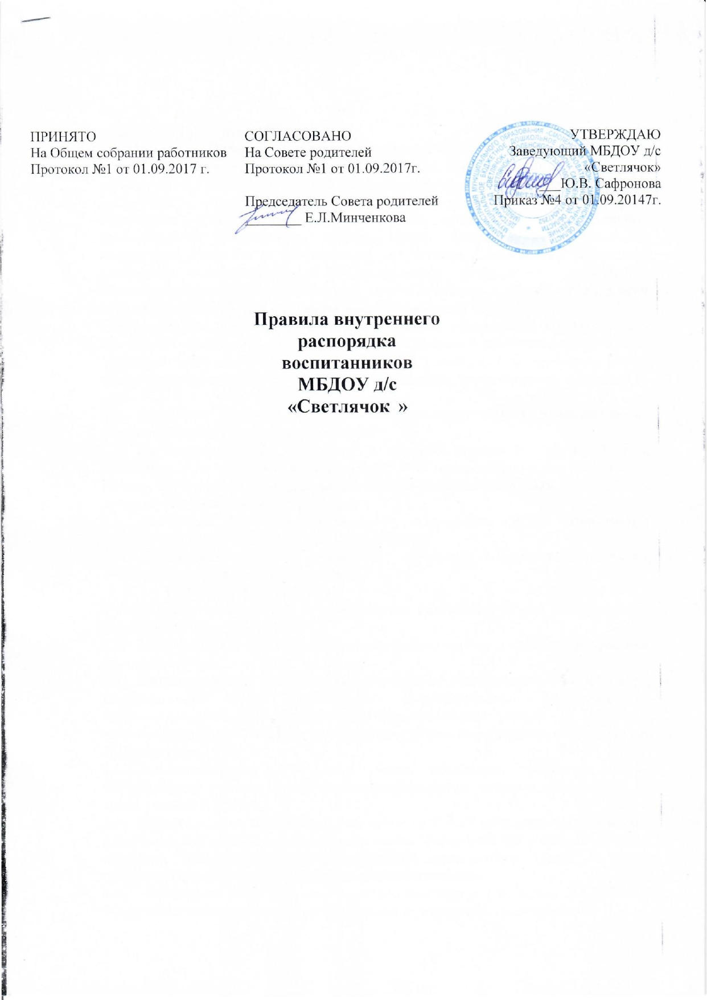 ПРИНЯТО
На Общем собрании работников
Протокол №1 от 01.09.2017 г.
СОГЛАСОВАНО
На Совете родителей
Протокол №1 от 01.09.2017г.
Председатель Совета родителей
________ Е.Л.Минченкова
УТВЕРЖДАЮ
Заведующий МБДОУ д/с
«Светлячок»
___Ю.В. Сафронова
Приказ №4 от 01.09.20147г.
Правила внутреннего
распорядка
воспитанников
МБДОУ д/с
«Светлячок »